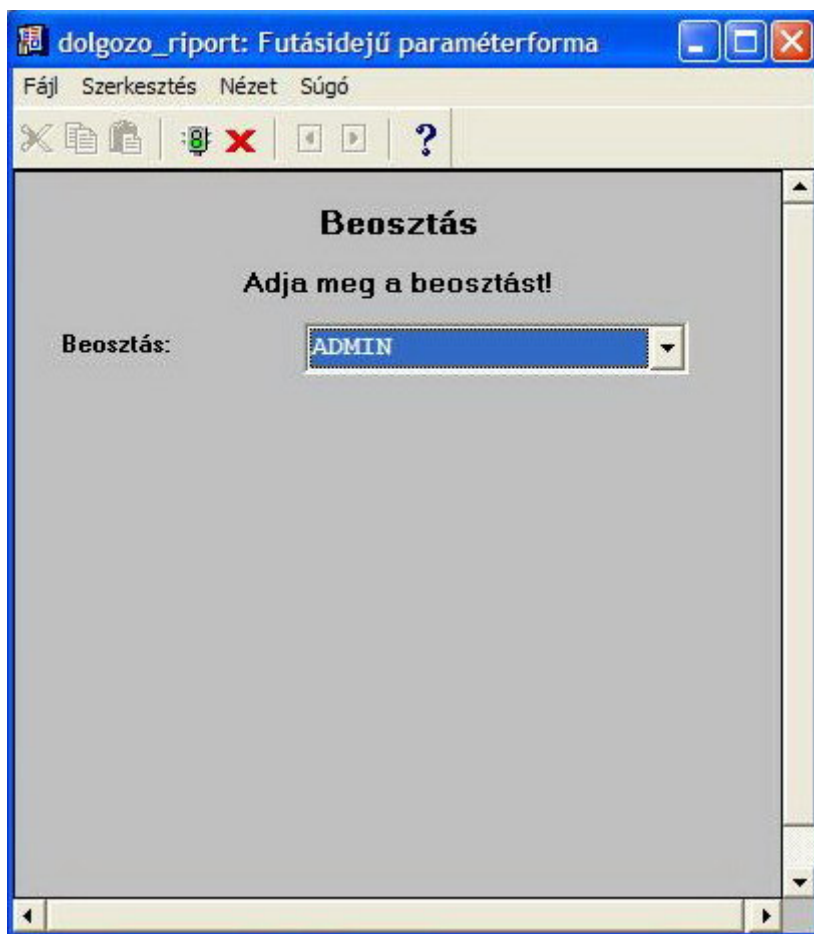 dolgozo_riport: Futásidejű paraméterforma
Fájl Szerkesztés Nézet Súgó
Beosztás
Adja meg a beosztást!
Beosztás: ADMIN